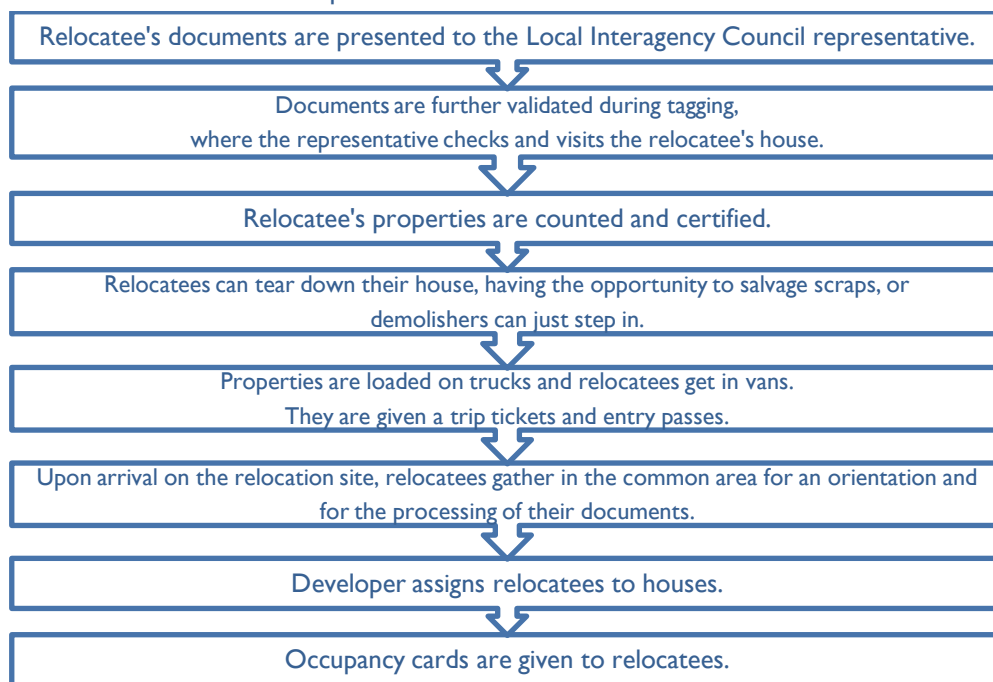 Relocatee's documents are presented to the Local Interagency Council representative.
Documents are further validated during tagging,
where the representative checks and visits the relocatee's house.
Relocatee's properties are counted and certified.
Relocatees can tear down their house, having the opportunity to salvage scraps, or
demolishers can just step in.
Properties are loaded on trucks and relocatees get in vans.
They are given a trip tickets and entry passes.
Upon arrival on the relocation site, relocatees gather in the common area for an orientation and
for the processing of their documents.
Developer assigns relocatees to houses.
Occupancy cards are given to relocatees.